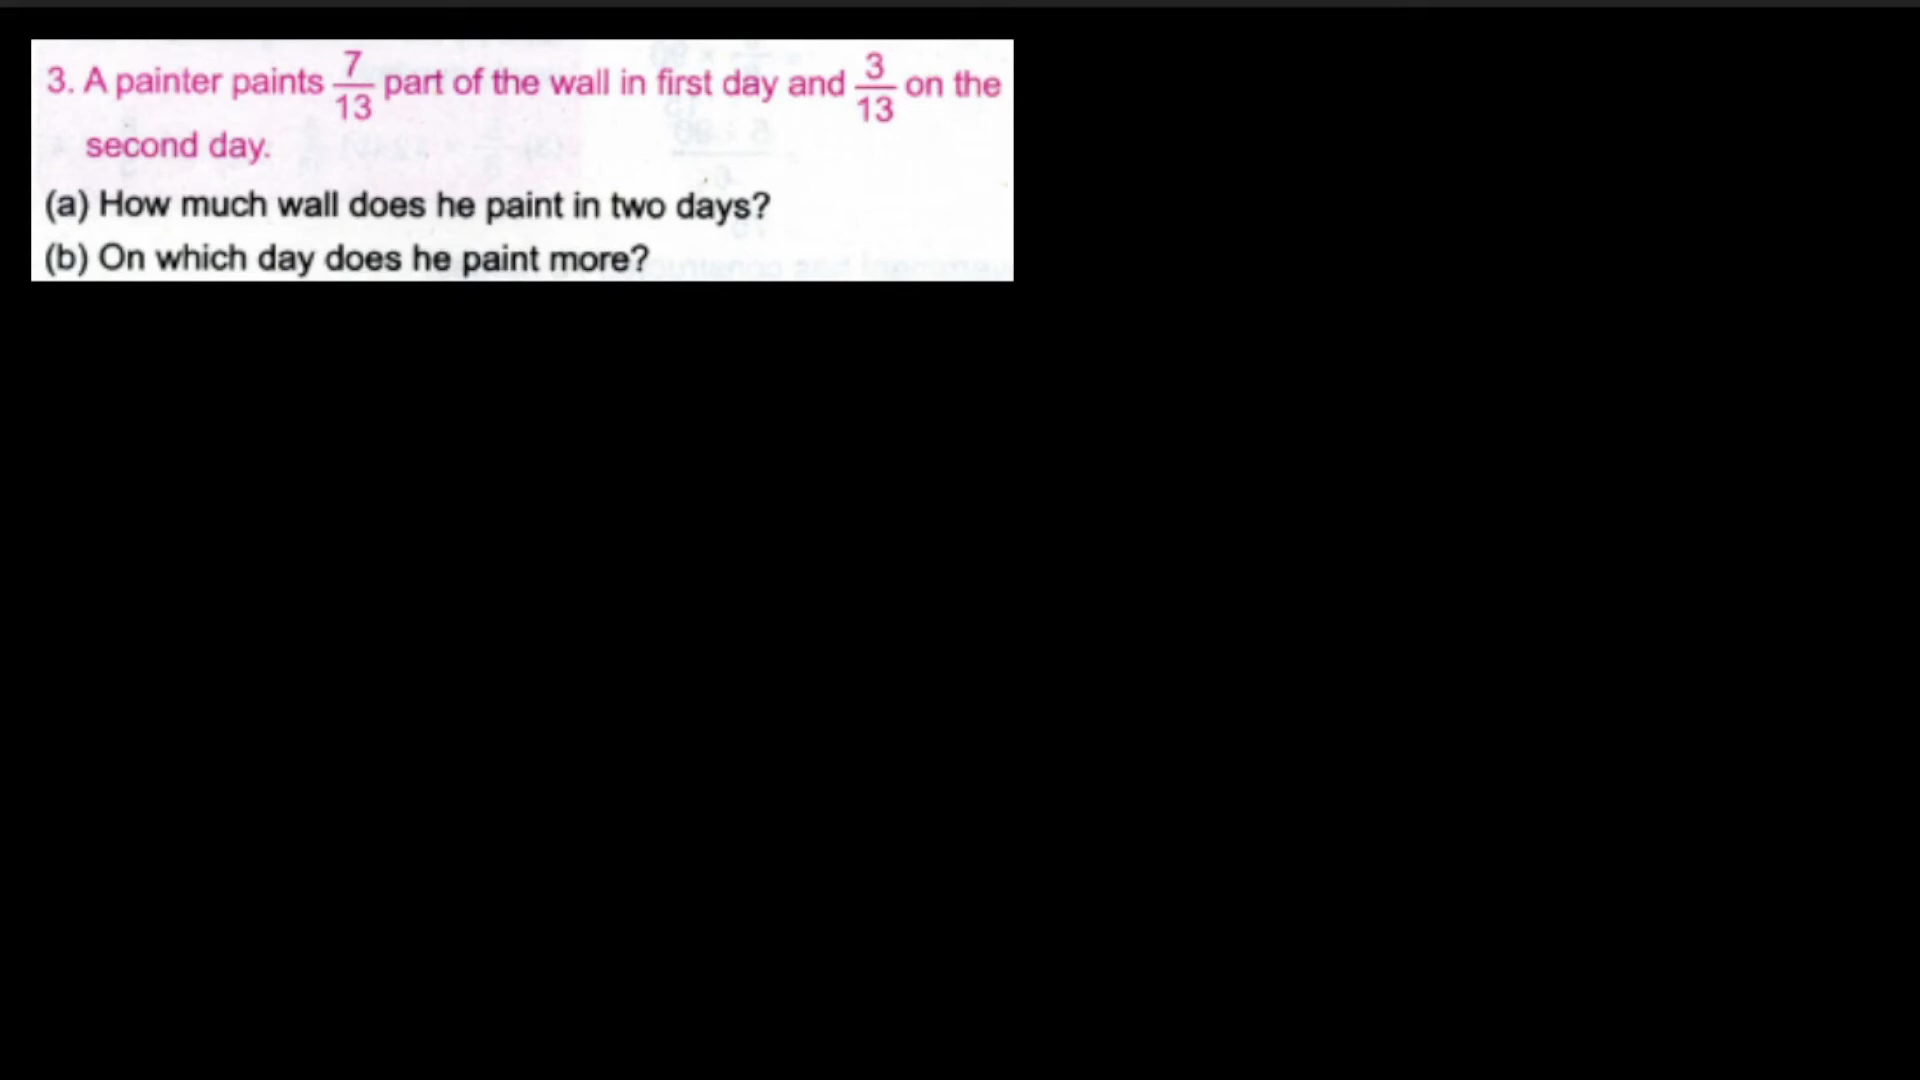 3. A painter paints 7/13 part of the wall in first day and 3/13 on the
second day.
(a) How much wall does he paint in two days?
(b) On which day does he paint more?